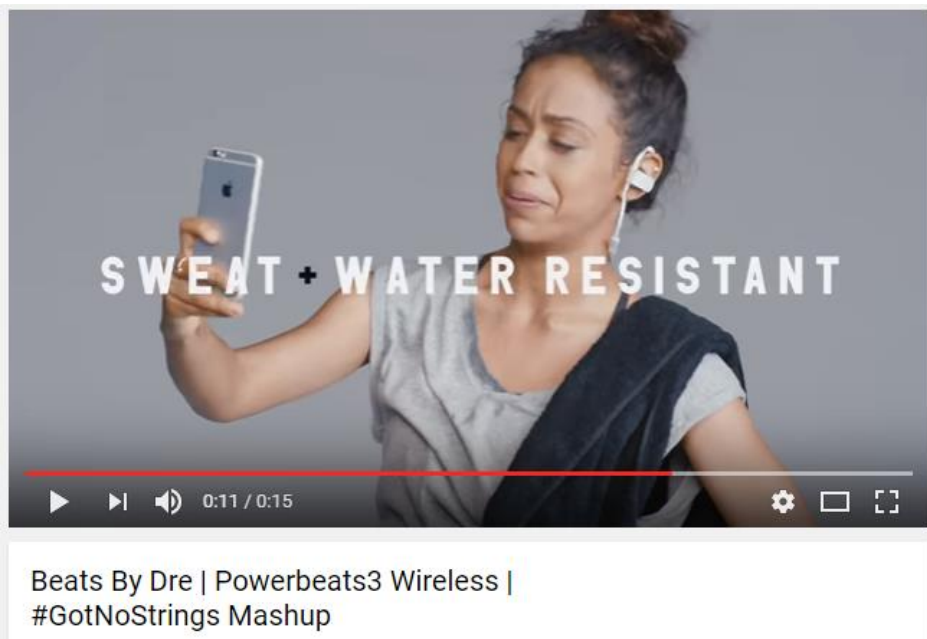 SWEAT + WATER RESISTANT
0:11 / 0:15
Beats By Dre | Powerbeats3 Wireless |
#GotNoStrings Mashup